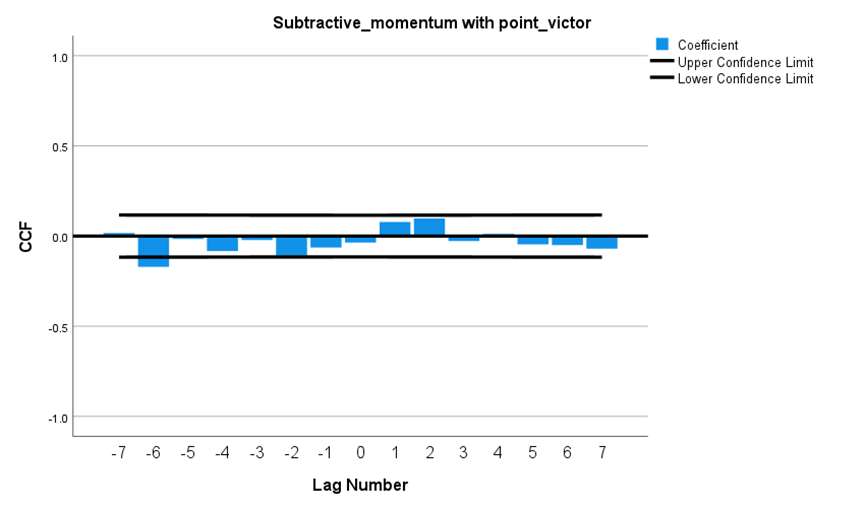 Subtractive_momentum with point_victor
Coefficient
Upper Confidence Limit
Lower Confidence Limit
1.0
0.5
0.0
-0.5
-1.0
CCF
-7 -6 -5 -4 -3 -2 -1 0 1 2 3 4 5 6 7
Lag Number